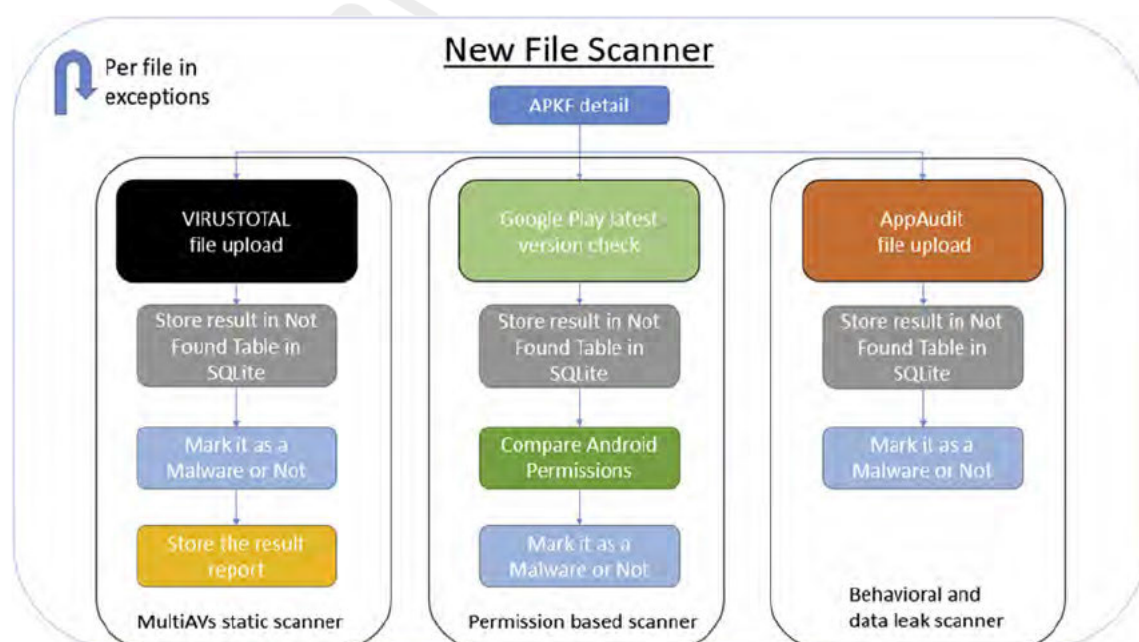 New File Scanner
Per file in
exceptions
APKF detail
VIRUSTOTAL
file upload
Store result in Not
Found Table in
SQLite
Mark it as a
Malware or Not
Store the result
report
MultiAVs static scanner
Google Play latest
version check
Store result in Not
Found Table in
SQLite
Compare Android
Permissions
Mark it as a
Malware or Not
Permission based scanner
AppAudit
file upload
Store result in Not
Found Table in
SQLite
Mark it as a
Malware or Not
Behavioral and
data leak scanner